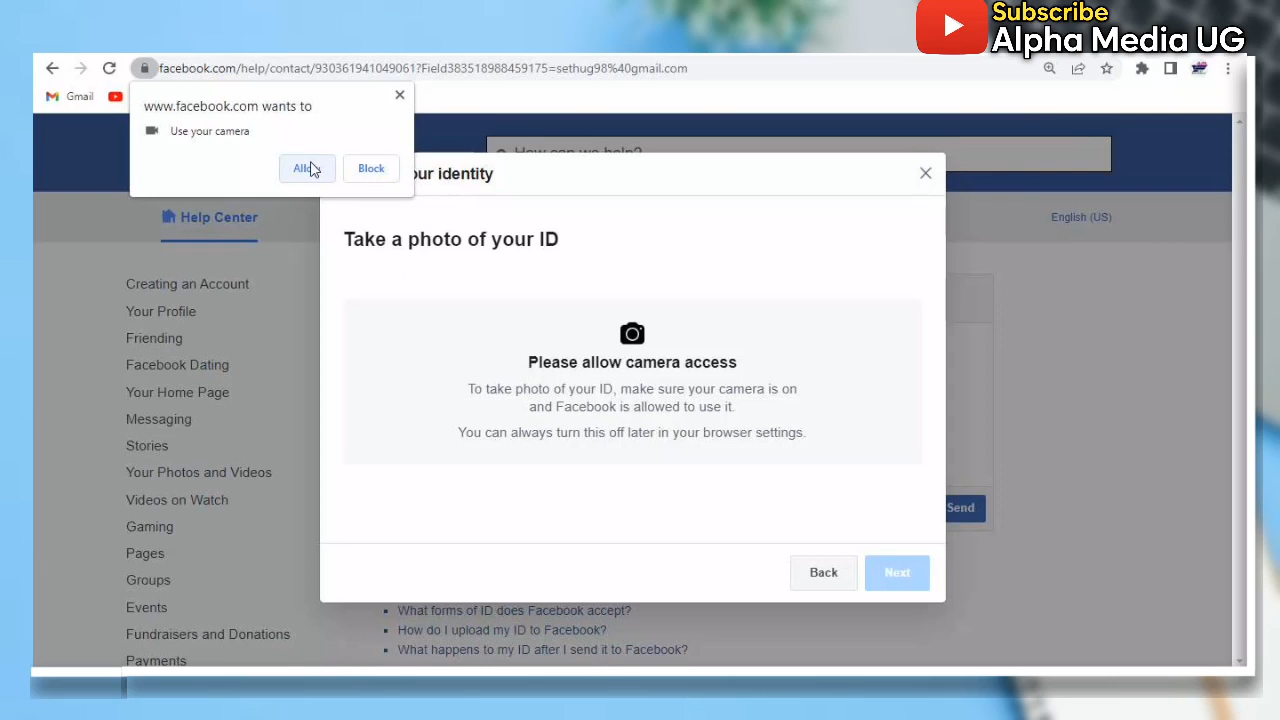 Subscribe
Alpha Media UG
facebook.com/help/contact/930361941049061?Field383518988459175=sethug98%40gmail.com
Gmail
www.facebook.com wants to
Use your camera
Block
How can we help?
our identity
Help Center
English (US)
Take a photo of your ID
Creating an Account
Your Profile
Friending
Facebook Dating
Your Home Page
Messaging
Stories
Your Photos and Videos
Videos on Watch
Gaming
Pages
Groups
Events
Fundraisers and Donations
Payments
Please allow camera access
To take photo of your ID, make sure your camera is on
and Facebook is allowed to use it.
You can always turn this off later in your browser settings.
Send
Back
Next
What forms of ID does Facebook accept?
How do I upload my ID to Facebook?
What happens to my ID after I send it to Facebook?